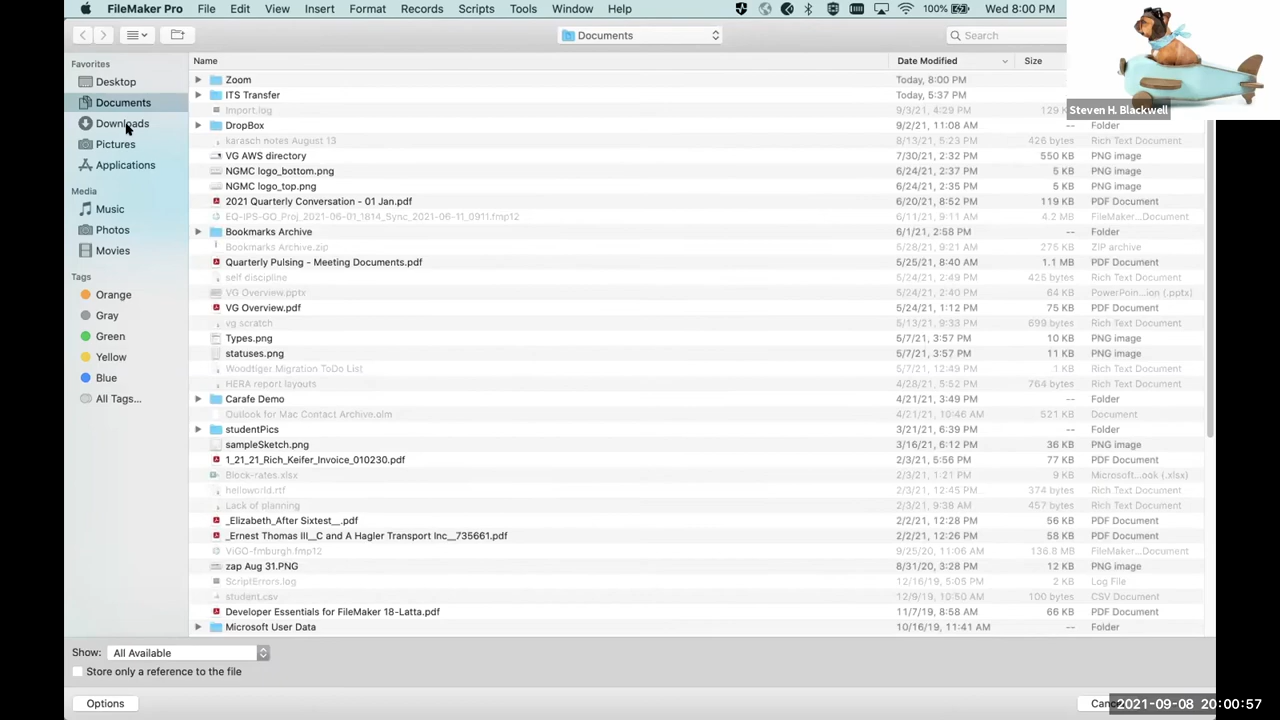 FileMaker Pro File Edit View Insert Format Records Scripts Tools Window Help 100% Wed 8:00 PM
Documents Search
Favorites
Desktop
Documents
Downloads
Pictures
Applications
Media
Music
Photos
Movies
Tags
Orange
Gray
Green
Yellow
Blue
All Tags...
Name Date Modified Size
Zoom Today, 8:00 PM
ITS Transfer Today, 5:37 PM
Import.log 9/3/21, 4:29 PM 129
Steven H. Blackwell
DropBox 9/2/21, 11:08 AM -- Folder
karasch notes August 13 8/13/21, 5:23 PM 426 bytes Rich Text Document
VG AWS directory 7/30/21, 2:32 PM 550 KB PNG image
NGMC logo_bottom.png 6/24/21, 2:37 PM 5 KB PNG image
NGMC logo_top.png 6/24/21, 2:35 PM 5 KB PNG image
2021 Quarterly Conversation - 01 Jan.pdf 6/20/21, 8:52 PM 119 KB PDF Document
EQ-IPS-GO_Proj_2021-06-01_1814_Sync_2021-06-11_0911.fmp12 6/11/21, 9:11 AM 4.2 MB FileMaker...Document
Bookmarks Archive 6/1/21, 2:58 PM -- Folder
Bookmarks Archive.zip 5/28/21, 9:21 AM 275 KB ZIP archive
Quarterly Pulsing - Meeting Documents.pdf 5/25/21, 8:40 AM 1.1 MB PDF Document
self discipline 5/24/21, 2:49 PM 425 bytes Rich Text Document
VG Overview.pptx 5/24/21, 2:40 PM 64 KB PowerPoin...ion (.pptx)
VG Overview.pdf 5/24/21, 1:12 PM 75 KB PDF Document
vg scratch 5/13/21, 9:33 PM 699 bytes Rich Text Document
Types.png 5/7/21, 3:57 PM 10 KB PNG image
statuses.png 5/7/21, 3:57 PM 11 KB PNG image
Woodtiger Migration ToDo List 5/7/21, 12:49 PM 1 KB Rich Text Document
HERA report layouts 4/28/21, 5:52 PM 764 bytes Rich Text Document
Carafe Demo 4/21/21, 3:49 PM -- Folder
Outlook for Mac Contact Archive.olm 4/21/21, 10:46 AM 521 KB Document
studentPics 3/21/21, 6:39 PM -- Folder
sampleSketch.png 3/16/21, 6:12 PM 36 KB PNG image
1_21_21_Rich_Keifer_Invoice_010230.pdf 2/3/21, 5:56 PM 77 KB PDF Document
Block-rates.xlsx 2/3/21, 1:21 PM 9 KB Microsoft...ook (.xlsx)
helloworld.rtf 2/3/21, 12:45 PM 374 bytes Rich Text Document
Lack of planning 2/3/21, 9:38 AM 457 bytes Rich Text Document
_Elizabeth_After Sixtest__.pdf 2/2/21, 12:28 PM 56 KB PDF Document
_Ernest Thomas III__C and A Hagler Transport Inc__735661.pdf 2/2/21, 12:26 PM 58 KB PDF Document
ViGO-fmburgh.fmp12 9/25/20, 11:06 AM 136.8 MB FileMaker...Document
zap Aug 31.PNG 8/31/20, 3:28 PM 12 KB PNG image
ScriptErrors.log 12/16/19, 5:05 PM 2 KB Log File
student.csv 12/9/19, 10:50 AM 100 bytes CSV Document
Developer Essentials for FileMaker 18-Latta.pdf 11/7/19, 8:58 AM 66 KB PDF Document
Microsoft User Data 10/16/19, 11:41 AM -- Folder
Show: All Available
Store only a reference to the file
Options Canc
2021-09-08 20:00:57